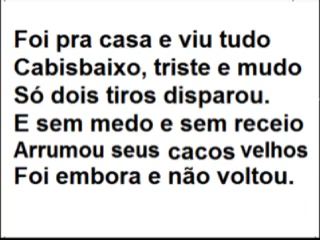 Foi pra casa e viu tudo
Cabisbaixo, triste e mudo
Só dois tiros disparou.
E sem medo e sem receio
Arrumou seus cacos velhos
Foi embora e não voltou.